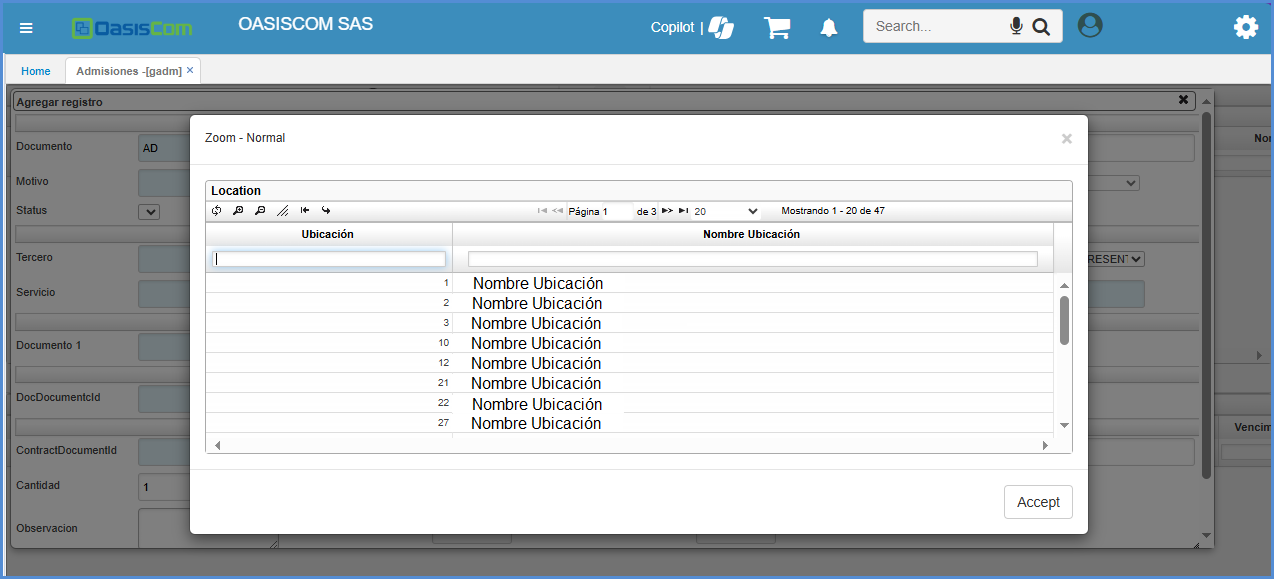 OasisCom
OASISCOM SAS
Copilot |
Search...
Home
Admisiones -[gadm] ×
Agregar registro
Documento
AD
Motivo
Status
Tercero
Servicio
Documento 1
DocDocumentcId
ContractDocumentId
Cantidad
1
Observacion
Zoom - Normal
Location
Página 1 de 3
20
Mostrando 1 - 20 de 47
Ubicación Nombre Ubicación
1 Nombre Ubicación
2 Nombre Ubicación
3 Nombre Ubicación
10 Nombre Ubicación
12 Nombre Ubicación
21 Nombre Ubicación
22 Nombre Ubicación
27 Nombre Ubicación
Accept